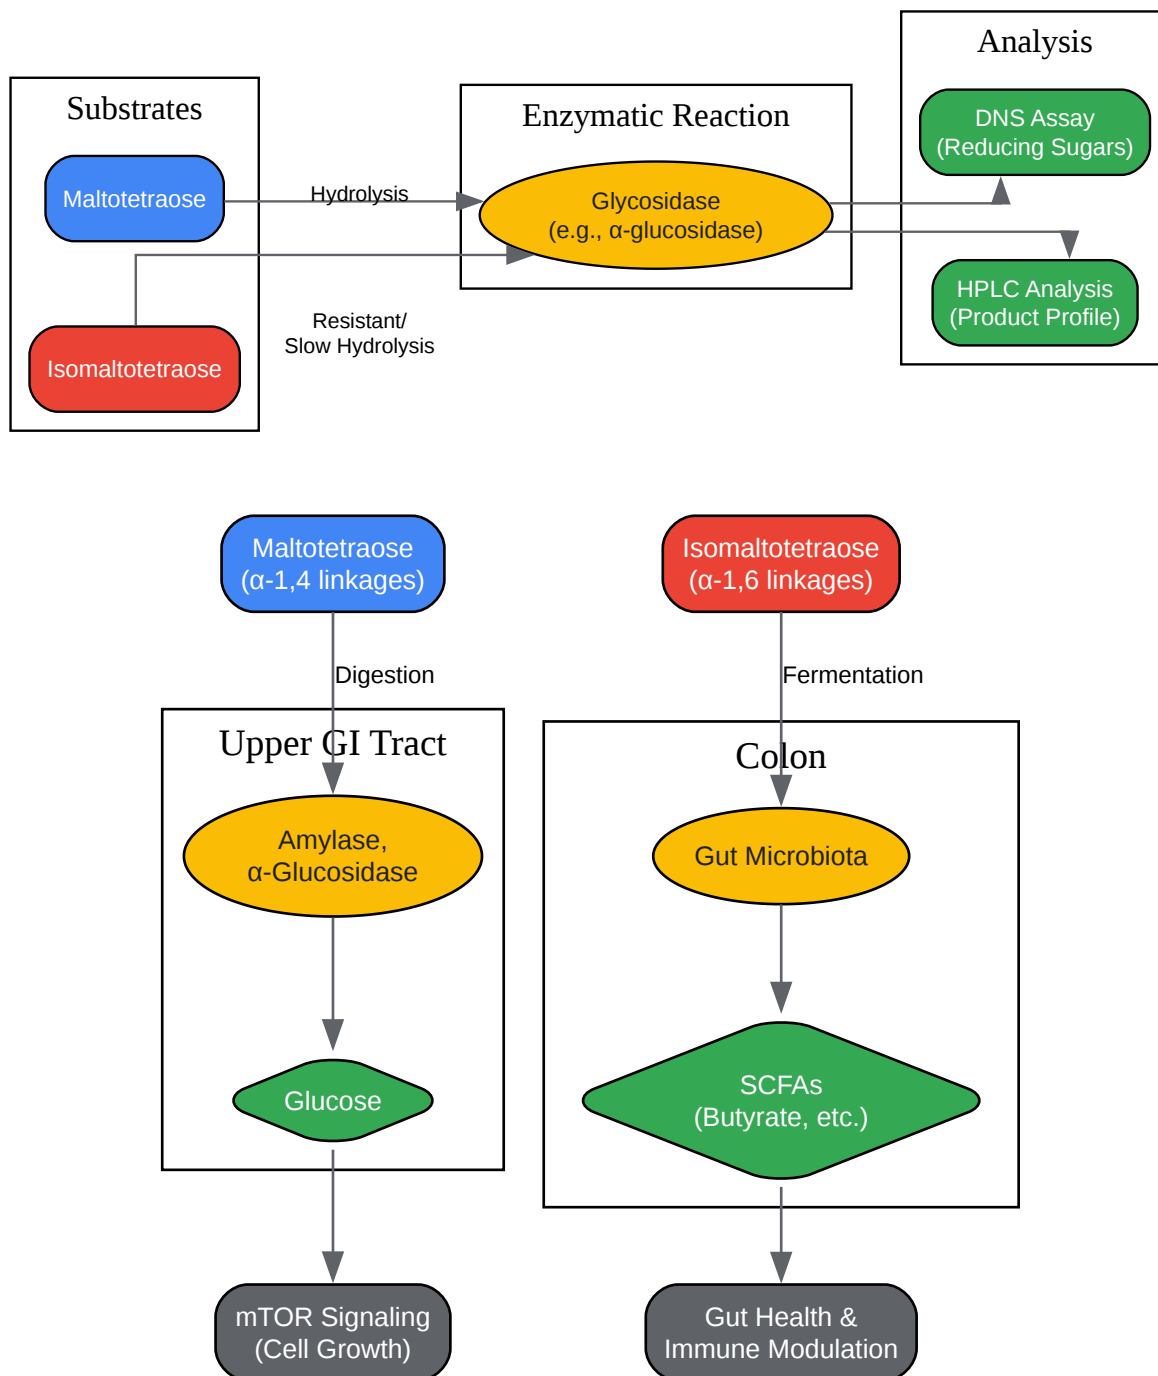 Substrates
Maltotetraose
Isomaltotetraose
Hydrolysis
Resistant/
Slow Hydrolysis
Enzymatic Reaction
Glycosidase
(e.g., α-glucosidase)
Analysis
DNS Assay
(Reducing Sugars)
HPLC Analysis
(Product Profile)
Maltotetraose
(α-1,4 linkages)
Digestion
Upper GI Tract
Amylase,
α-Glucosidase
Glucose
mTOR Signaling
(Cell Growth)
Isomaltotetraose
(α-1,6 linkages)
Fermentation
Colon
Gut Microbiota
SCFAs
(Butyrate, etc.)
Gut Health &
Immune Modulation